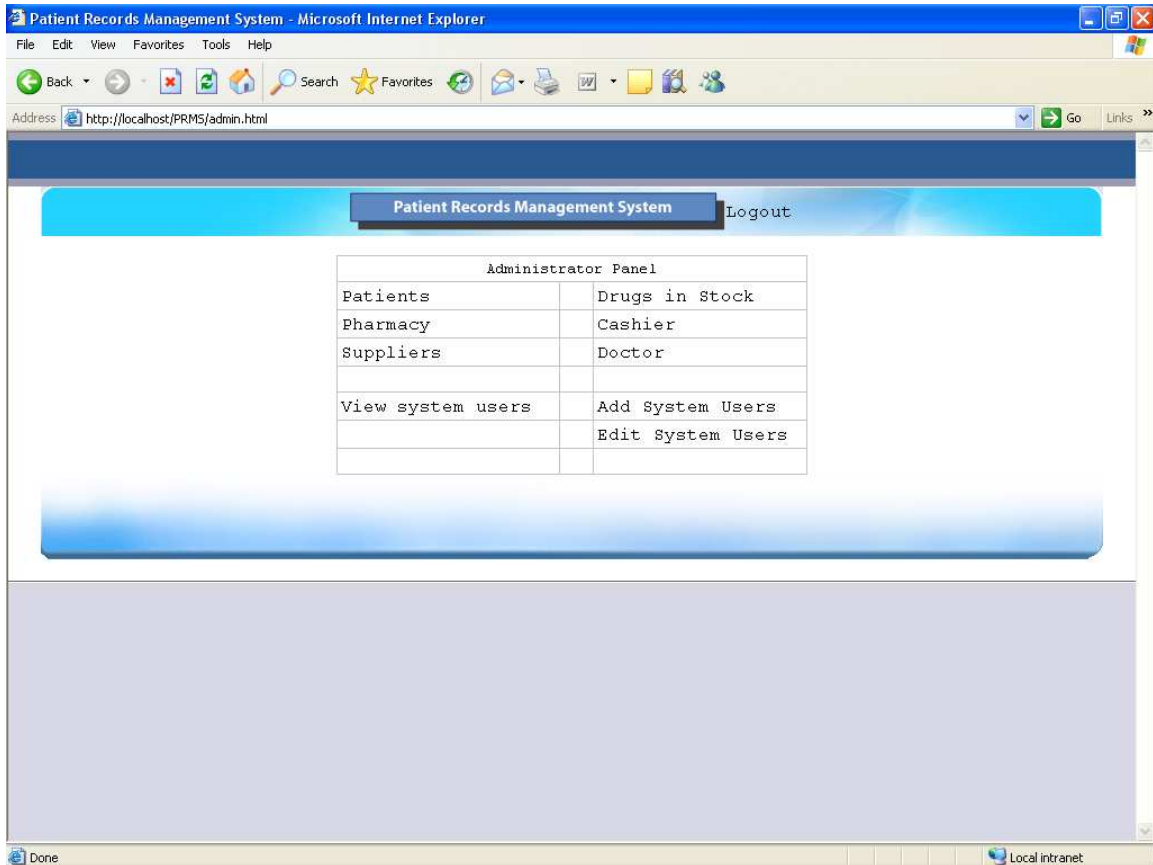 Patient Records Management System - Microsoft Internet Explorer
File Edit View Favorites Tools Help
Back Search Favorites
Address http://localhost/PRMS/admin.html Go Links »
Patient Records Management System
Logout
Administrator Panel
Patients Drugs in Stock
Pharmacy Cashier
Suppliers Doctor
View system users Add System Users
Edit System Users
Done Local intranet